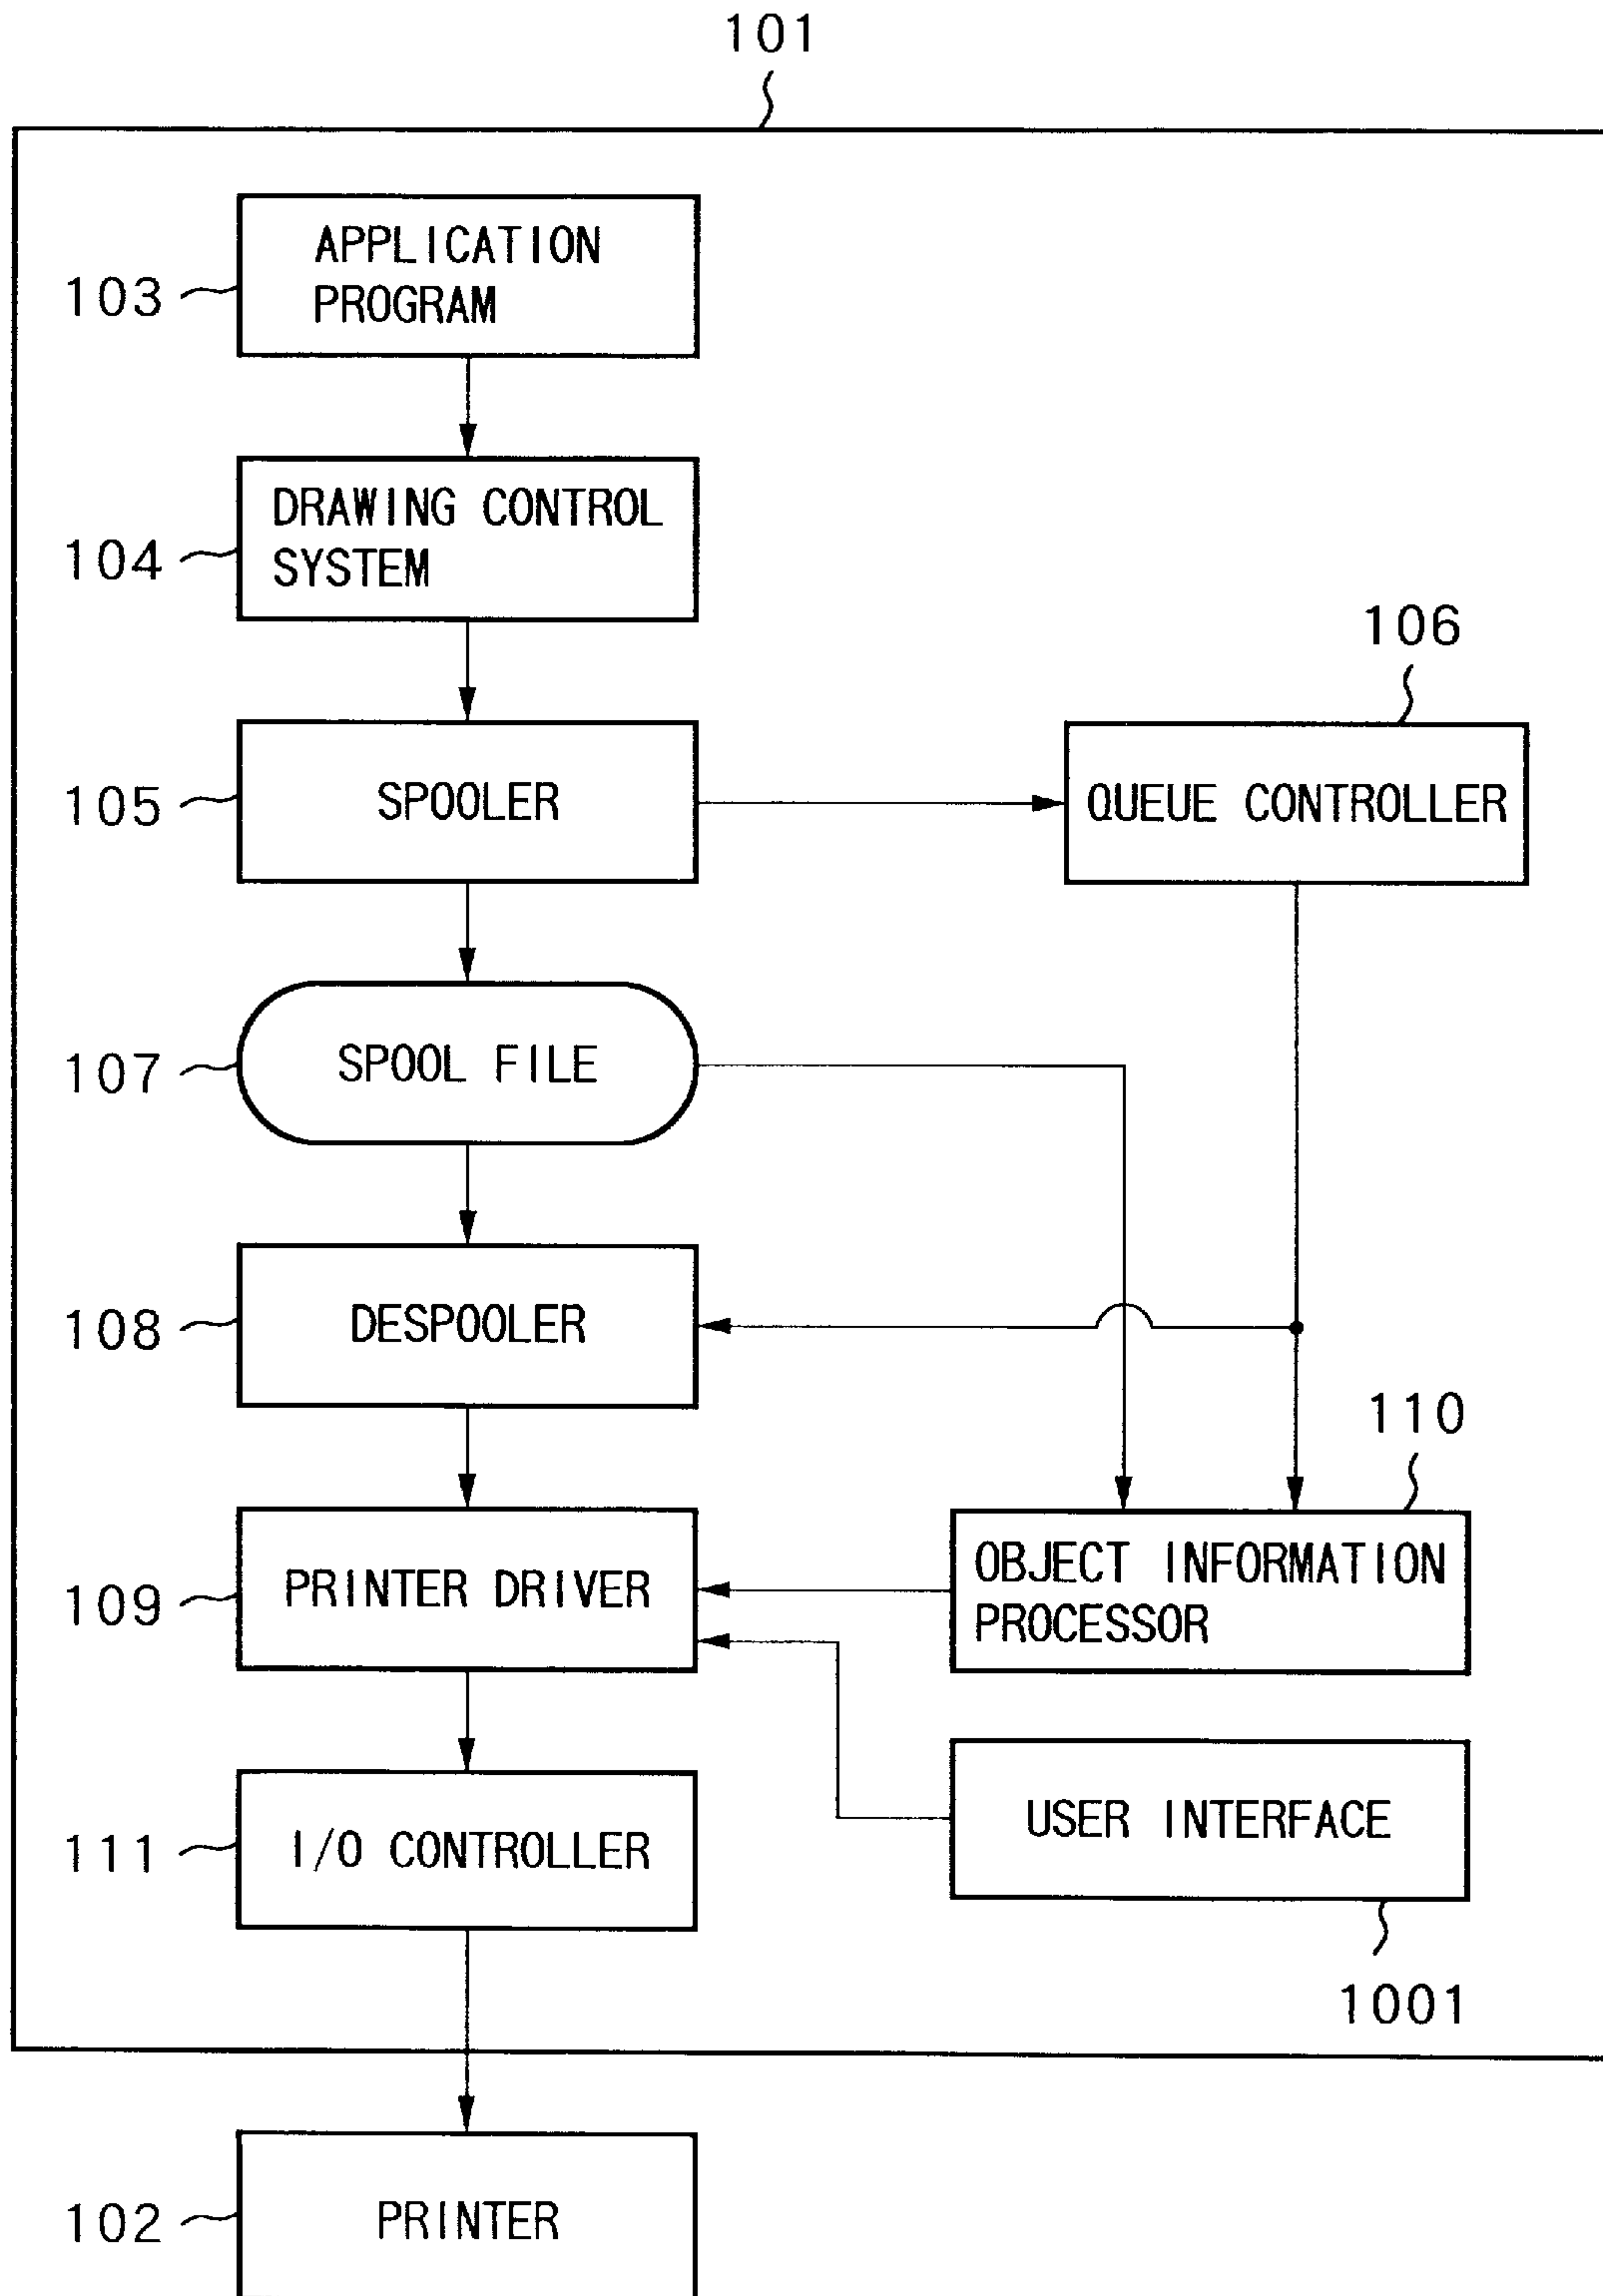 101
APPLICATION
PROGRAM
103
DRAWING CONTROL
SYSTEM
104
106
SPOOLER
105
QUEUE CONTROLLER
SPOOL FILE
107
DESPOOLER
108
110
PRINTER DRIVER
109
OBJECT INFORMATION
PROCESSOR
I/O CONTROLLER
111
USER INTERFACE
1001
PRINTER
102